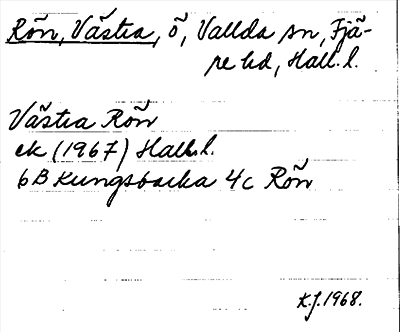 Rön, Västra, ö, Vallda sn, Fjä-
re hd, Hall. l.
Västra Rön
ek (1967) Hall. l.
6B Kungsbacka 4c Rön
K.J. 1968.